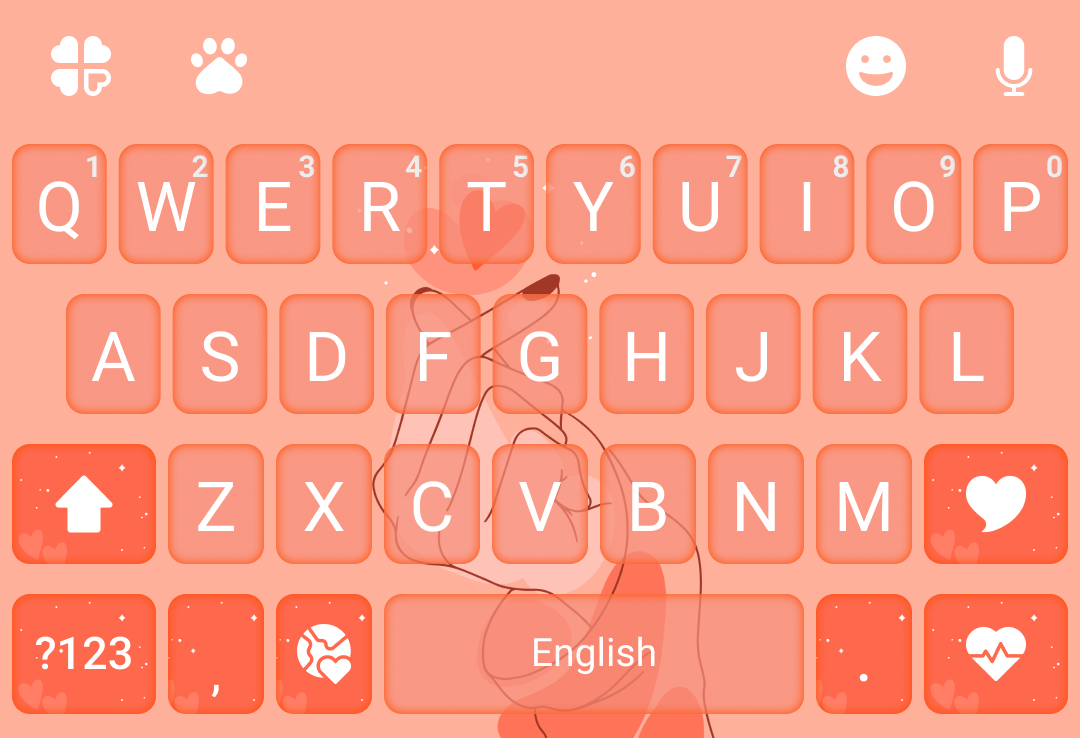 1 2 3 4 5 6 7 8 9 0
Q W E R T Y U I O P
A S D F G H J K L
Z X C V B N M
?123 , English .